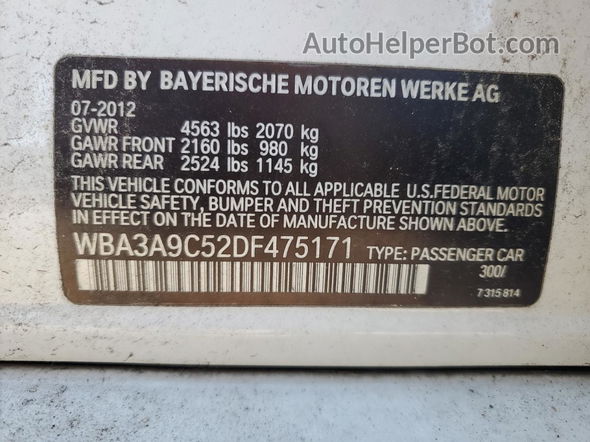 AutoHelperBot.com
MFD BY BAYERISCHE MOTOREN WERKE AG
07-2012
GVWR 4563 lbs 2070 kg
GAWR FRONT 2160 lbs 980 kg
GAWR REAR 2524 lbs 1145 kg
THIS VEHICLE CONFORMS TO ALL APPLICABLE U.S.FEDERAL MOTOR
VEHICLE SAFETY, BUMPER AND THEFT PREVENTION STANDARDS
IN EFFECT ON THE DATE OF MANUFACTURE SHOWN ABOVE.
WBA3A9C52DF475171 TYPE: PASSENGER CAR
300/
7 315 814